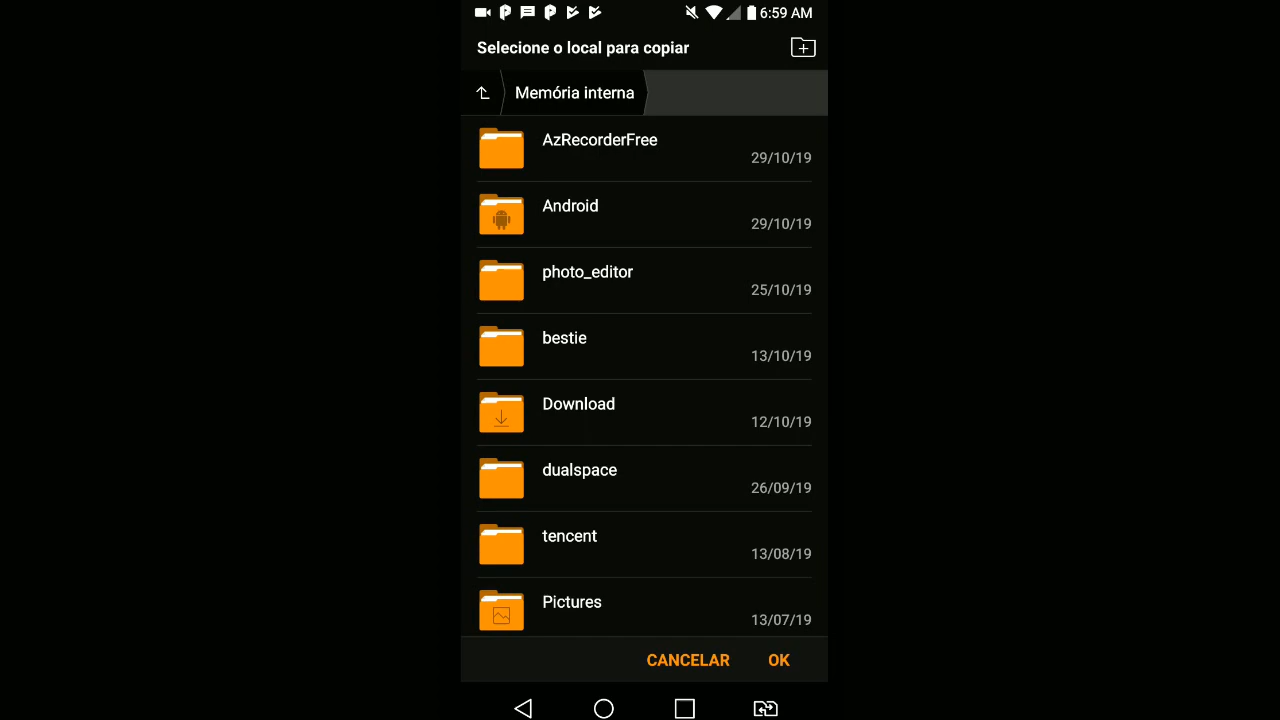 6:59 AM
Selecione o local para copiar
Memória interna
AzRecorderFree
29/10/19
Android
29/10/19
photo_editor
25/10/19
bestie
13/10/19
Download
12/10/19
dualspace
26/09/19
tencent
13/08/19
Pictures
13/07/19
CANCELAR OK